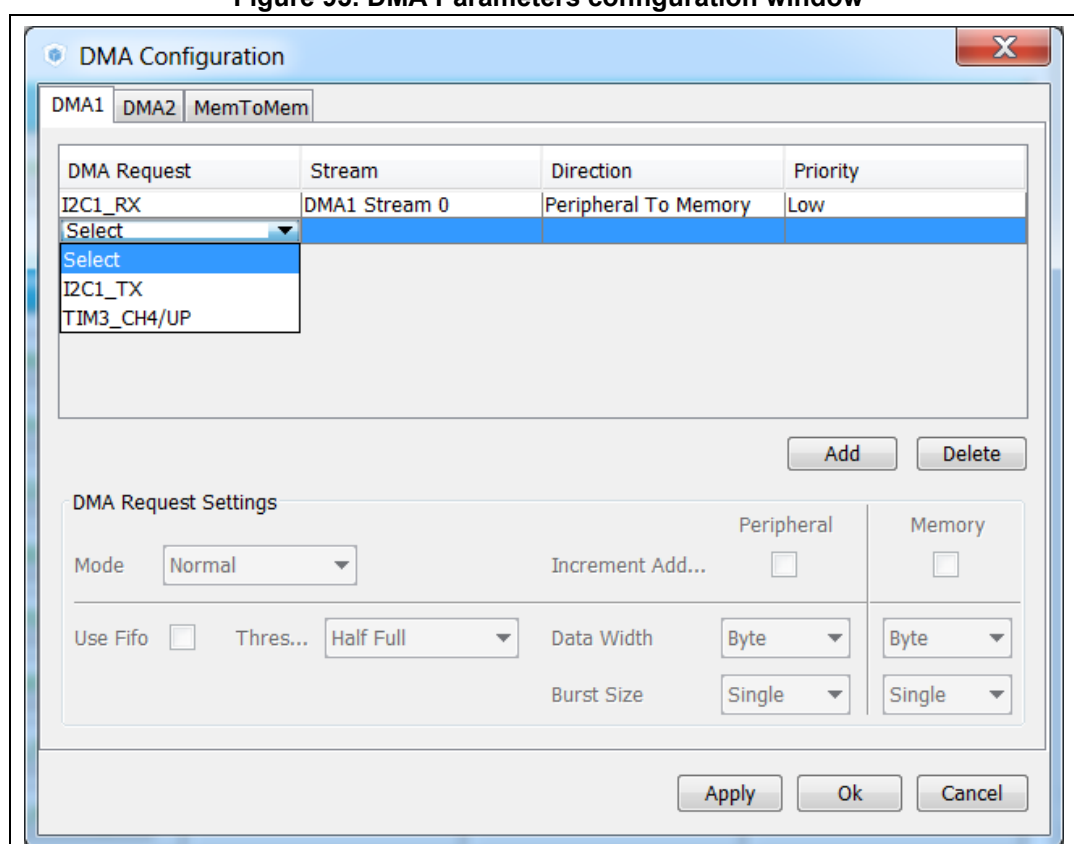 Figure 93. DMA Parameters configuration window
DMA Configuration
DMA1 DMA2 MemToMem
DMA Request Stream Direction Priority
I2C1_RX DMA1 Stream 0 Peripheral To Memory Low
Select
Select
I2C1_TX
TIM3_CH4/UP
Add Delete
DMA Request Settings
Peripheral Memory
Mode Normal Increment Add...
Use Fifo Thres... Half Full Data Width Byte Byte
Burst Size Single Single
Apply Ok Cancel